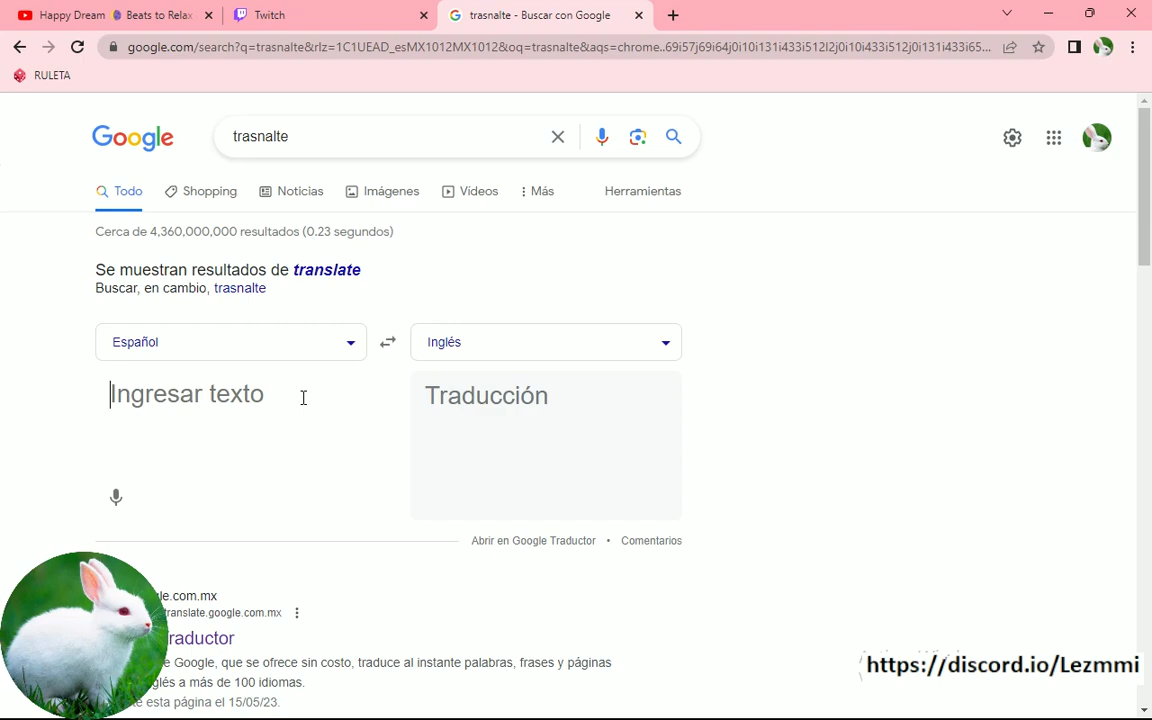 Happy Dream Beats to Relax
Twitch
trasnalte - Buscar con Google
google.com/search?q=trasnalte&rlz=1C1UEAD_esMX1012MX1012&oq=trasnalte&aqs=chrome..69i57j69i64j0i10i131i433i512l2j0i10i433i512j0i131i433i65...
RULETA
Google
trasnalte
Todo
Shopping
Noticias
Imágenes
Videos
Más
Herramientas
Cerca de 4,360,000,000 resultados (0.23 segundos)
Se muestran resultados de translate
Buscar, en cambio, trasnalte
Español
Inglés
Ingresar texto
Traducción
Abrir en Google Traductor • Comentarios
le.com.mx
translate.google.com.mx
raductor
e Google, que se ofrece sin costo, traduce al instante palabras, frases y páginas
glés a más de 100 idiomas.
esta página el 15/05/23.
https://discord.io/Lezmmi